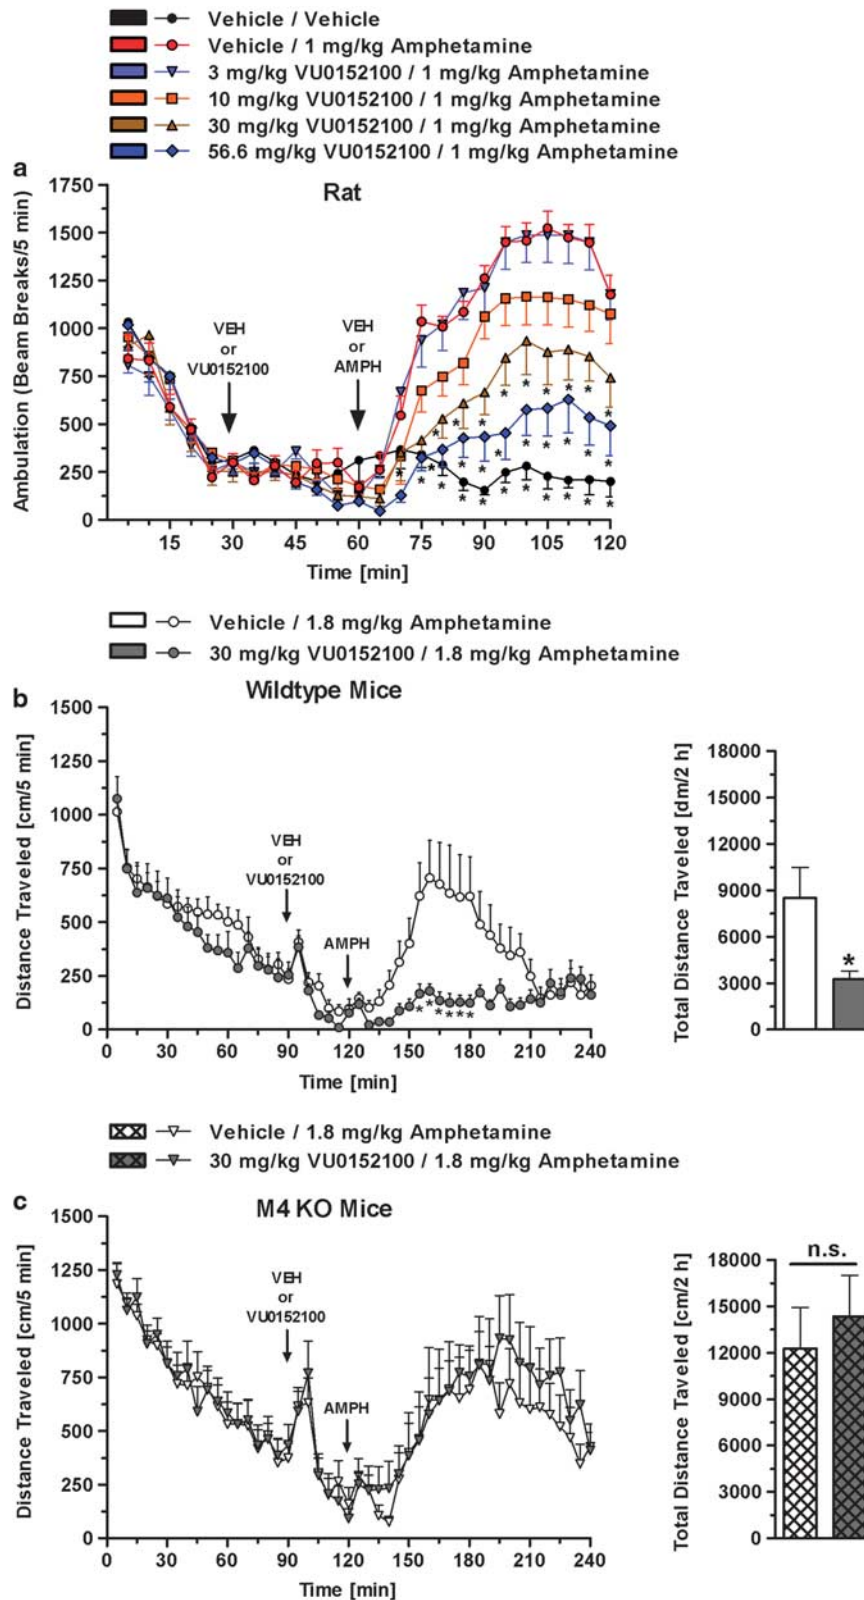 Vehicle / Vehicle
Vehicle / 1 mg/kg Amphetamine
3 mg/kg VU0152100 / 1 mg/kg Amphetamine
10 mg/kg VU0152100 / 1 mg/kg Amphetamine
30 mg/kg VU0152100 / 1 mg/kg Amphetamine
56.6 mg/kg VU0152100 / 1 mg/kg Amphetamine
a
Rat
Ambulation (Beam Breaks/5 min)
1750
1500
1250
1000
750
500
250
0
VEH
or
VU0152100
VEH
or
AMPH
* * * * * * * * * * * * * * * * * * * * * * * * * * * * * *
15 30 45 60 75 90 105 120
Time [min]
Vehicle / 1.8 mg/kg Amphetamine
30 mg/kg VU0152100 / 1.8 mg/kg Amphetamine
b
Wildtype Mice
Distance Traveled [cm/5 min]
1500
1250
1000
750
500
250
0
VEH
or
VU0152100
AMPH
* * * * * *
0 30 60 90 120 150 180 210 240
Time [min]
Total Distance Taveled [dm/2 h]
18000
15000
12000
9000
6000
3000
0
*
Vehicle / 1.8 mg/kg Amphetamine
30 mg/kg VU0152100 / 1.8 mg/kg Amphetamine
c
M4 KO Mice
Distance Traveled [cm/5 min]
1500
1250
1000
750
500
250
0
VEH
or
VU0152100
AMPH
0 30 60 90 120 150 180 210 240
Time [min]
Total Distance Taveled [cm/2 h]
18000
15000
12000
9000
6000
3000
0
n.s.